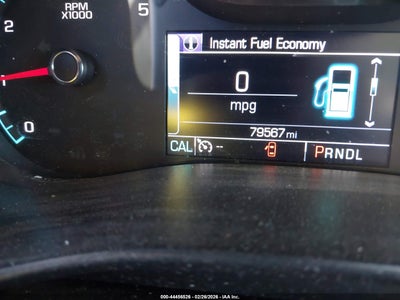 RPM
X1000
5
2
1
0
Instant Fuel Economy
0
mpg
79567 mi
CAL -- PRNDL
000-44456526 - 02/26/2026 - IAA Inc.